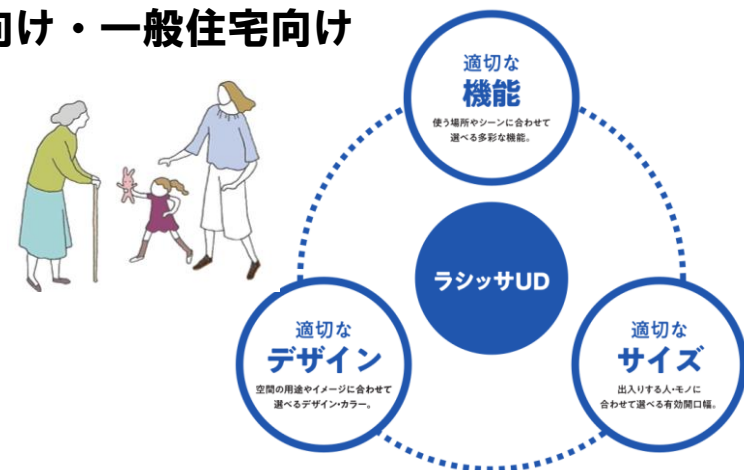 向け・一般住宅向け
適切な
機能
使う場所やシーンに合わせて
選べる多彩な機能。
ラシッサUD
適切な
デザイン
空間の用途やイメージに合わせて
選べるデザイン・カラー。
適切な
サイズ
出入りする人・モノに
合わせて選べる有効開口幅。